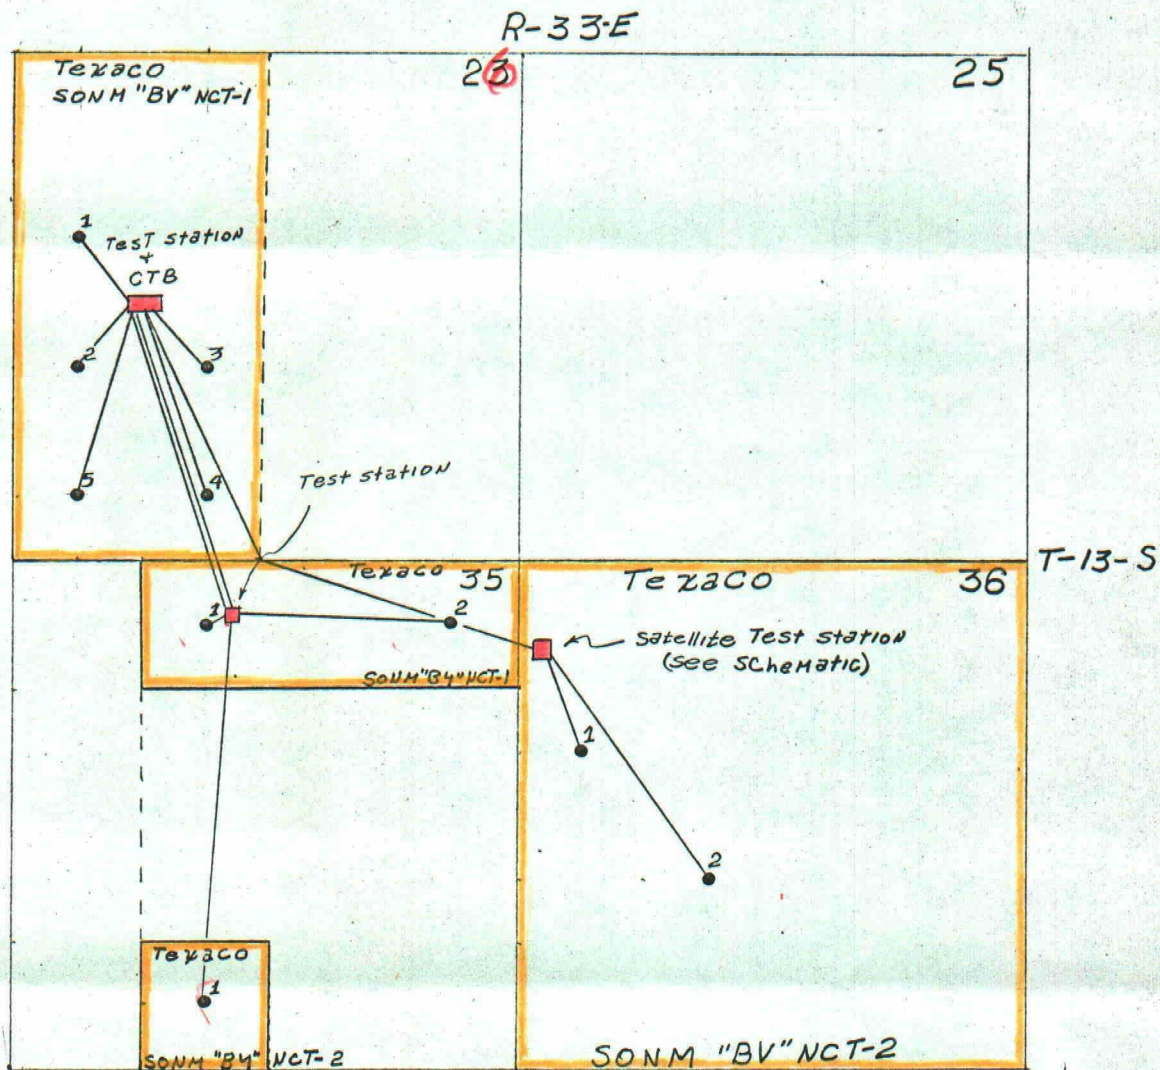 R-33-E
Texaco
SONM "BV" NCT-1
26
25
1
Test station
+
CTB
2
3
5
4
Test station
T-13-S
Texaco 35
1
2
SONM "BY" NCT-1
Texaco 36
Satellite Test station
(see schematic)
1
2
Texaco
1
SONM "BY" NCT-2
SONM "BV" NCT-2